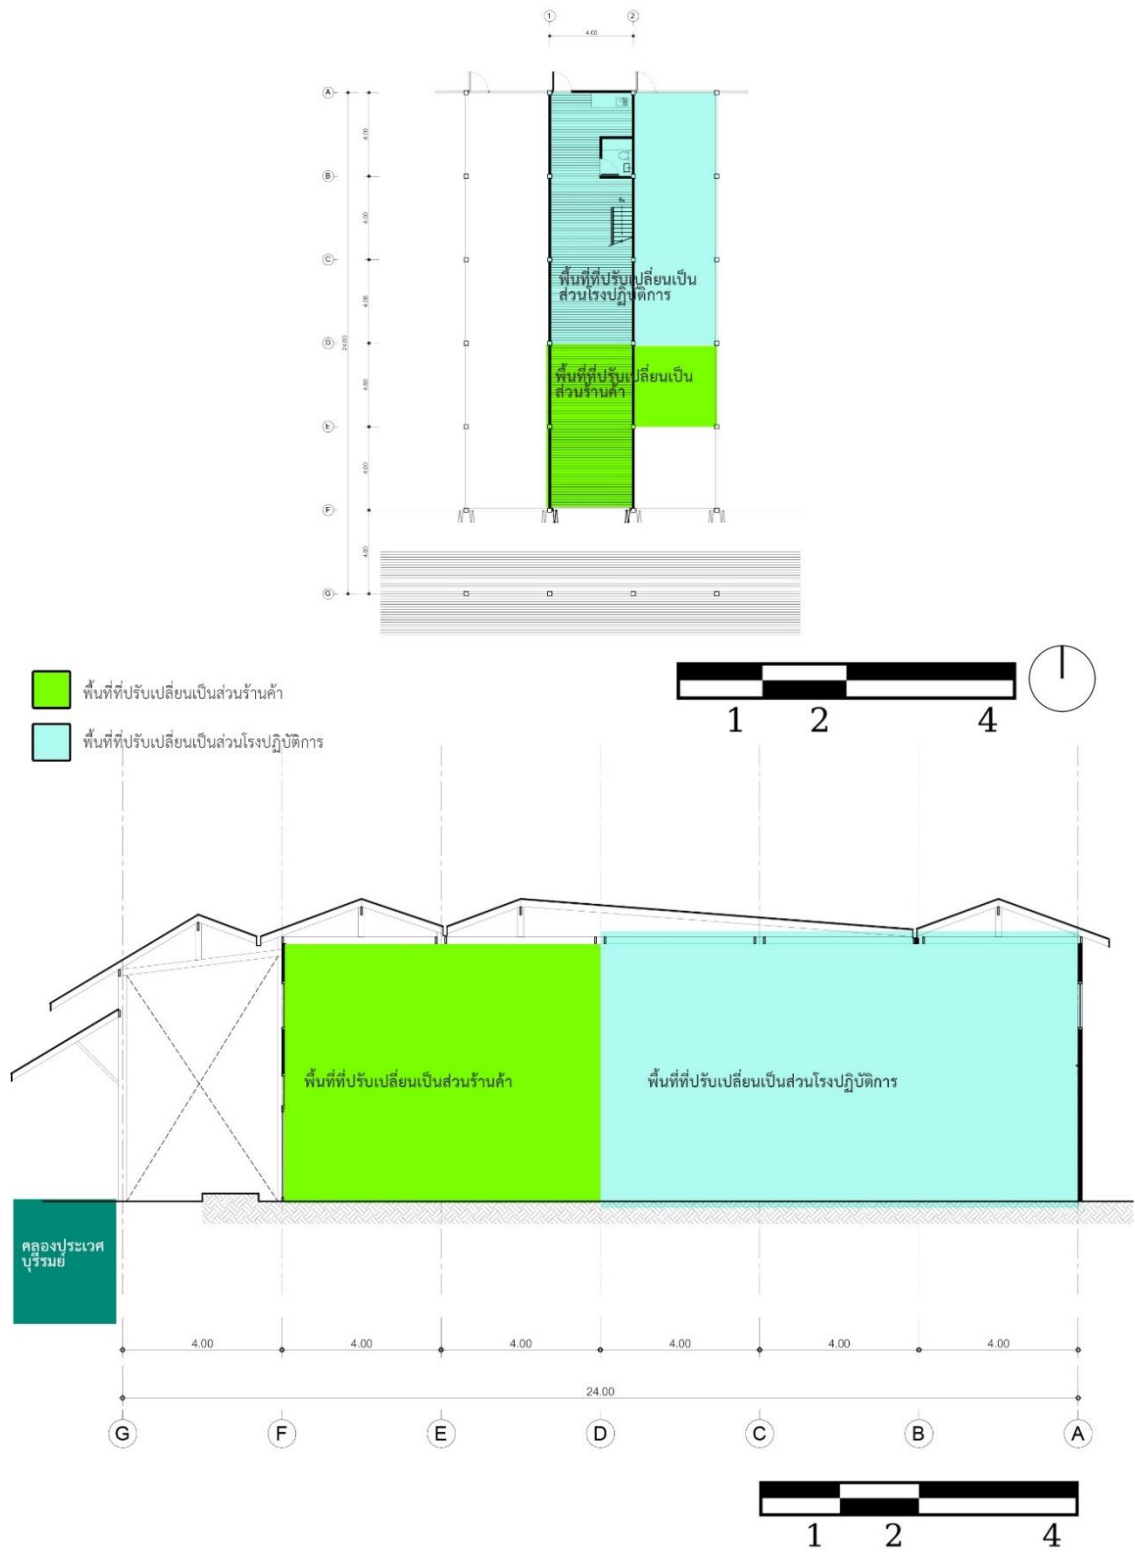 1 2
4.00
A
4.00
B
4.00
C
พื้นที่ที่ปรับเปลี่ยนเป็น
ส่วนโรงปฏิบัติการ
4.00
D
24.00
พื้นที่ที่ปรับเปลี่ยนเป็น
ส่วนร้านค้า
4.00
E
4.00
F
4.00
G
พื้นที่ที่ปรับเปลี่ยนเป็นส่วนร้านค้า
1 2 4
พื้นที่ที่ปรับเปลี่ยนเป็นส่วนโรงปฏิบัติการ
พื้นที่ที่ปรับเปลี่ยนเป็นส่วนร้านค้า
พื้นที่ที่ปรับเปลี่ยนเป็นส่วนโรงปฏิบัติการ
คลองประเวศ
บุรีรมย์
4.00 4.00 4.00 4.00 4.00 4.00
24.00
G F E D C B A
1 2 4